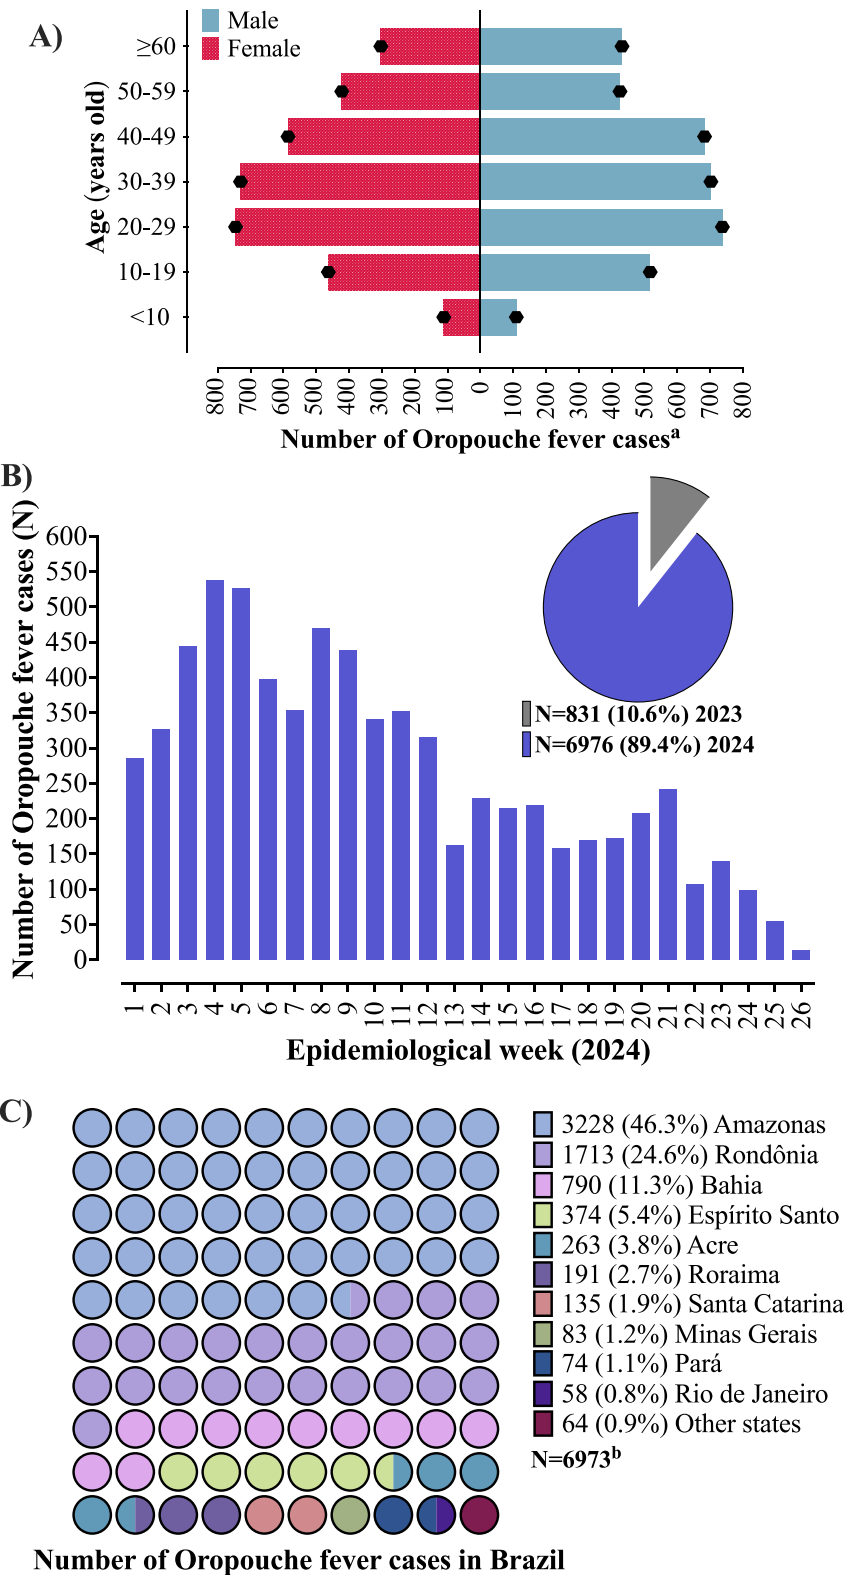 A)
Male
Female
Age (years old)
≥60
50-59
40-49
30-39
20-29
10-19
<10
800 700 600 500 400 300 200 100 0 100 200 300 400 500 600 700 800
Number of Oropouche fever casesᵃ
B)
Number of Oropouche fever cases (N)
600
550
500
450
400
350
300
250
200
150
100
50
0
N=831 (10.6%) 2023
N=6976 (89.4%) 2024
1 2 3 4 5 6 7 8 9 10 11 12 13 14 15 16 17 18 19 20 21 22 23 24 25 26
Epidemiological week (2024)
C)
3228 (46.3%) Amazonas
1713 (24.6%) Rondônia
790 (11.3%) Bahia
374 (5.4%) Espírito Santo
263 (3.8%) Acre
191 (2.7%) Roraima
135 (1.9%) Santa Catarina
83 (1.2%) Minas Gerais
74 (1.1%) Pará
58 (0.8%) Rio de Janeiro
64 (0.9%) Other states
N=6973ᵇ
Number of Oropouche fever cases in Brazil